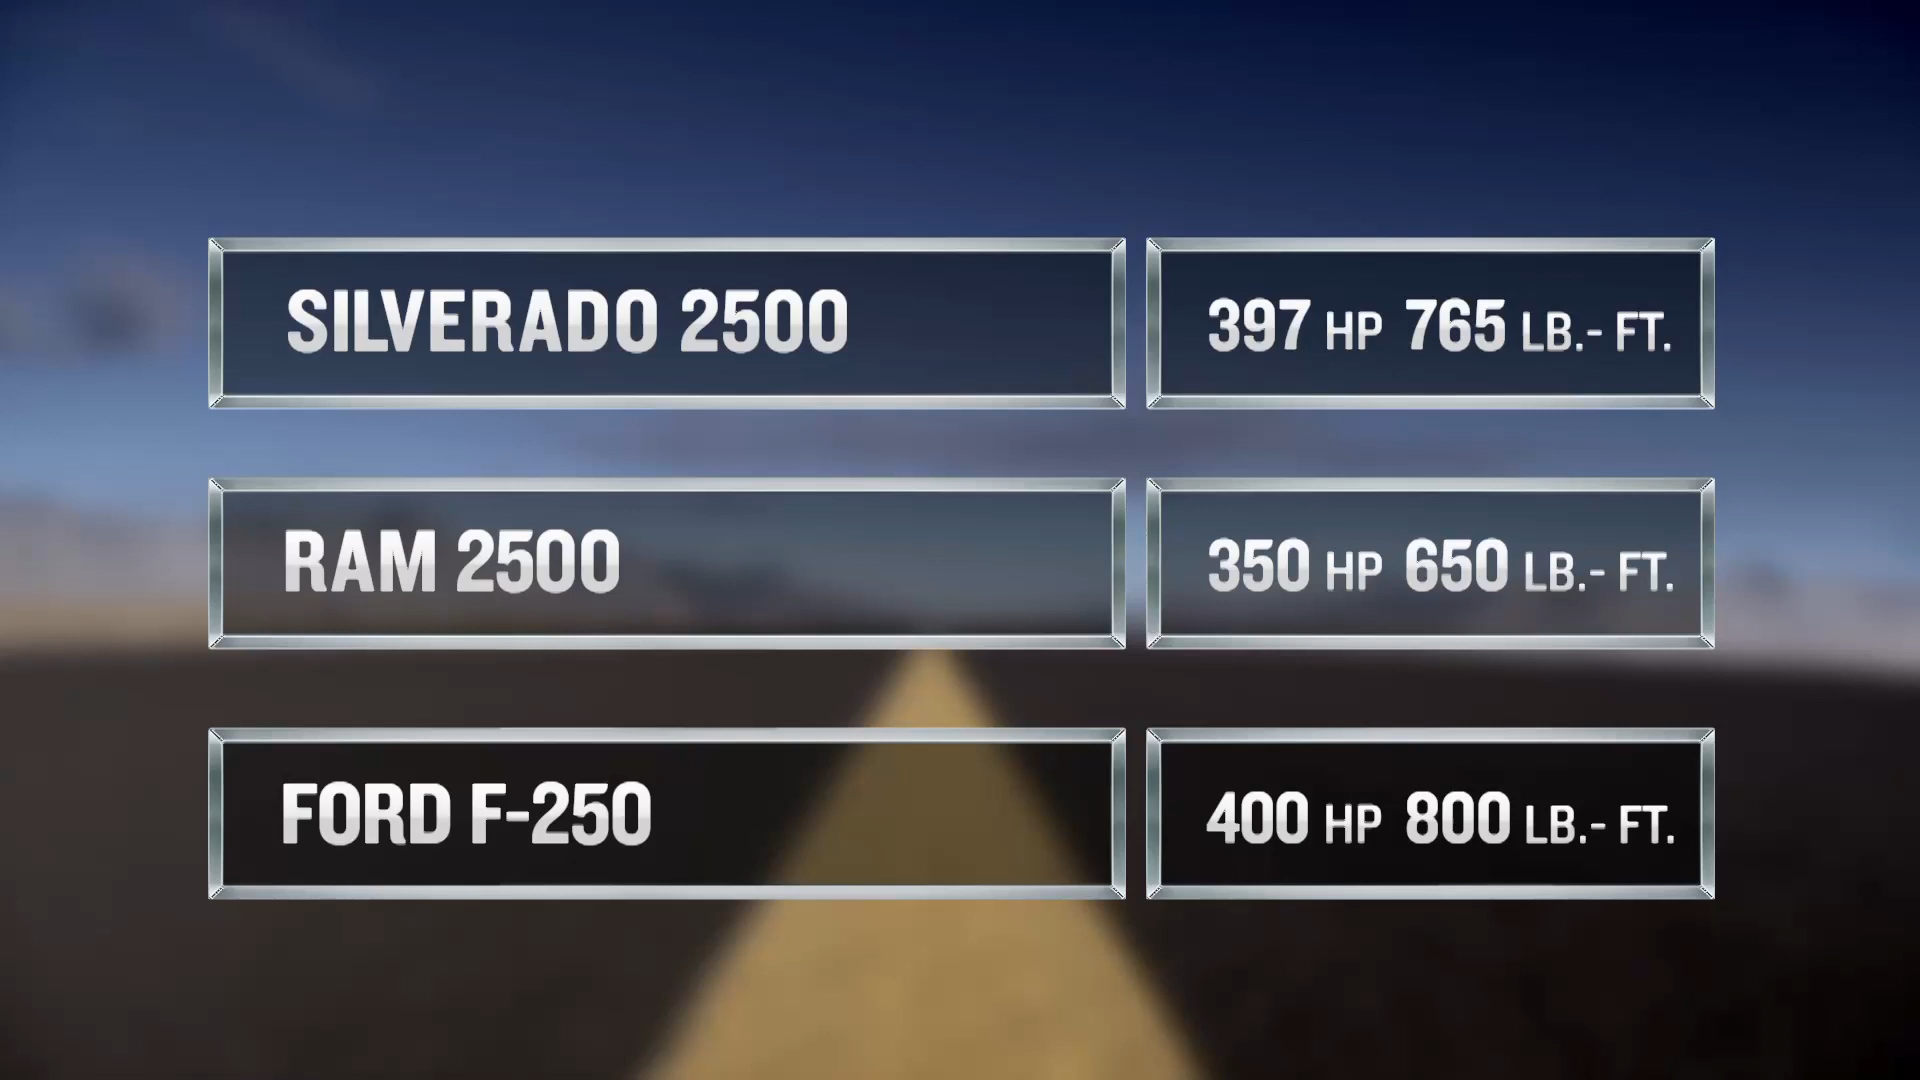 SILVERADO 2500 397 HP 765 LB.- FT.
RAM 2500 350 HP 650 LB.- FT.
FORD F-250 400 HP 800 LB.- FT.